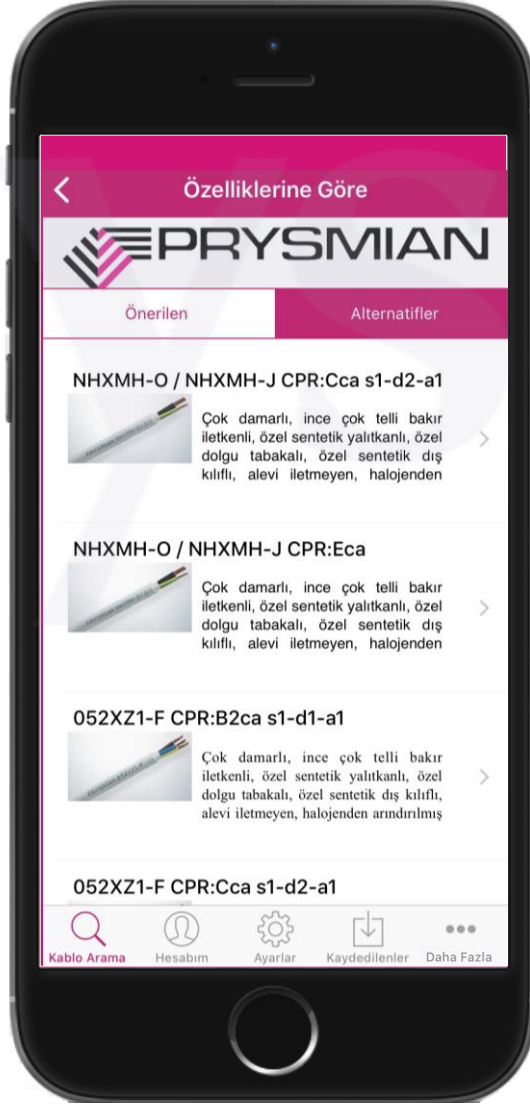 Özelliklerine Göre
PRYSMIAN
Önerilen
Alternatifler
NHXMH-O / NHXMH-J CPR:Cca s1-d2-a1
Çok damarlı, ince çok telli bakır
iletkenli, özel sentetik yalıtkanlı, özel
dolgu tabakalı, özel sentetik dış
kılıflı, alevi iletmeyen, halojenden
NHXMH-O / NHXMH-J CPR:Eca
Çok damarlı, ince çok telli bakır
iletkenli, özel sentetik yalıtkanlı, özel
dolgu tabakalı, özel sentetik dış
kılıflı, alevi iletmeyen, halojenden
052XZ1-F CPR:B2ca s1-d1-a1
Çok damarlı, ince çok telli bakır
iletkenli, özel sentetik yalıtkanlı, özel
dolgu tabakalı, özel sentetik dış kılıflı,
alevi iletmeyen, halojenden arındırılmış
052XZ1-F CPR:Cca s1-d2-a1
Kablo Arama
Hesabım
Ayarlar
Kaydedilenler
Daha Fazla